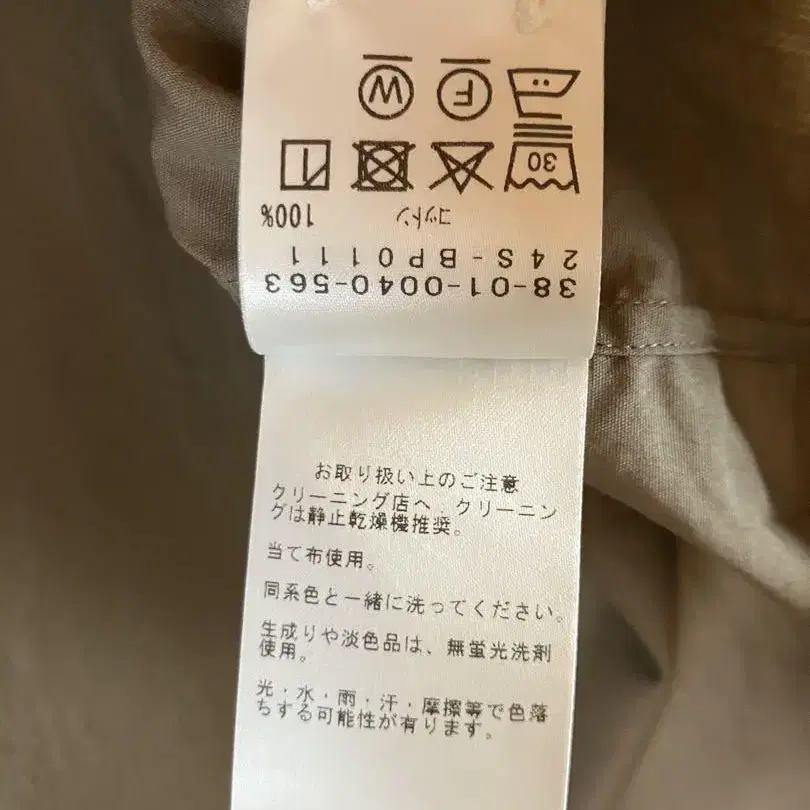 38-01-0040-563
24S-BP0111
コットン 100%
30
F W
お取り扱い上のご注意
クリーニング店へ．クリーニン
グは静止乾燥機推奨。
当て布使用。
同系色と一緒に洗ってください。
生成りや淡色品は、無蛍光洗剤
使用。
光・水・雨・汗・摩擦等で色落
ちする可能性が有ります。